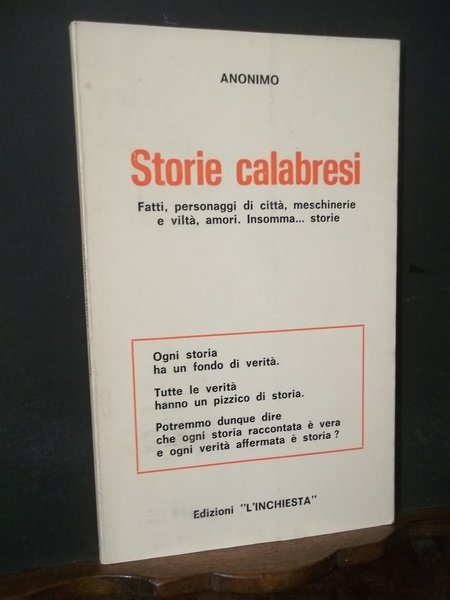 ANONIMO
Storie calabresi
Fatti, personaggi di città, meschinerie
e viltà, amori. Insomma... storie
Ogni storia
ha un fondo di verità.
Tutte le verità
hanno un pizzico di storia.
Potremmo dunque dire
che ogni storia raccontata è vera
e ogni verità affermata è storia ?
Edizioni "L'INCHIESTA"